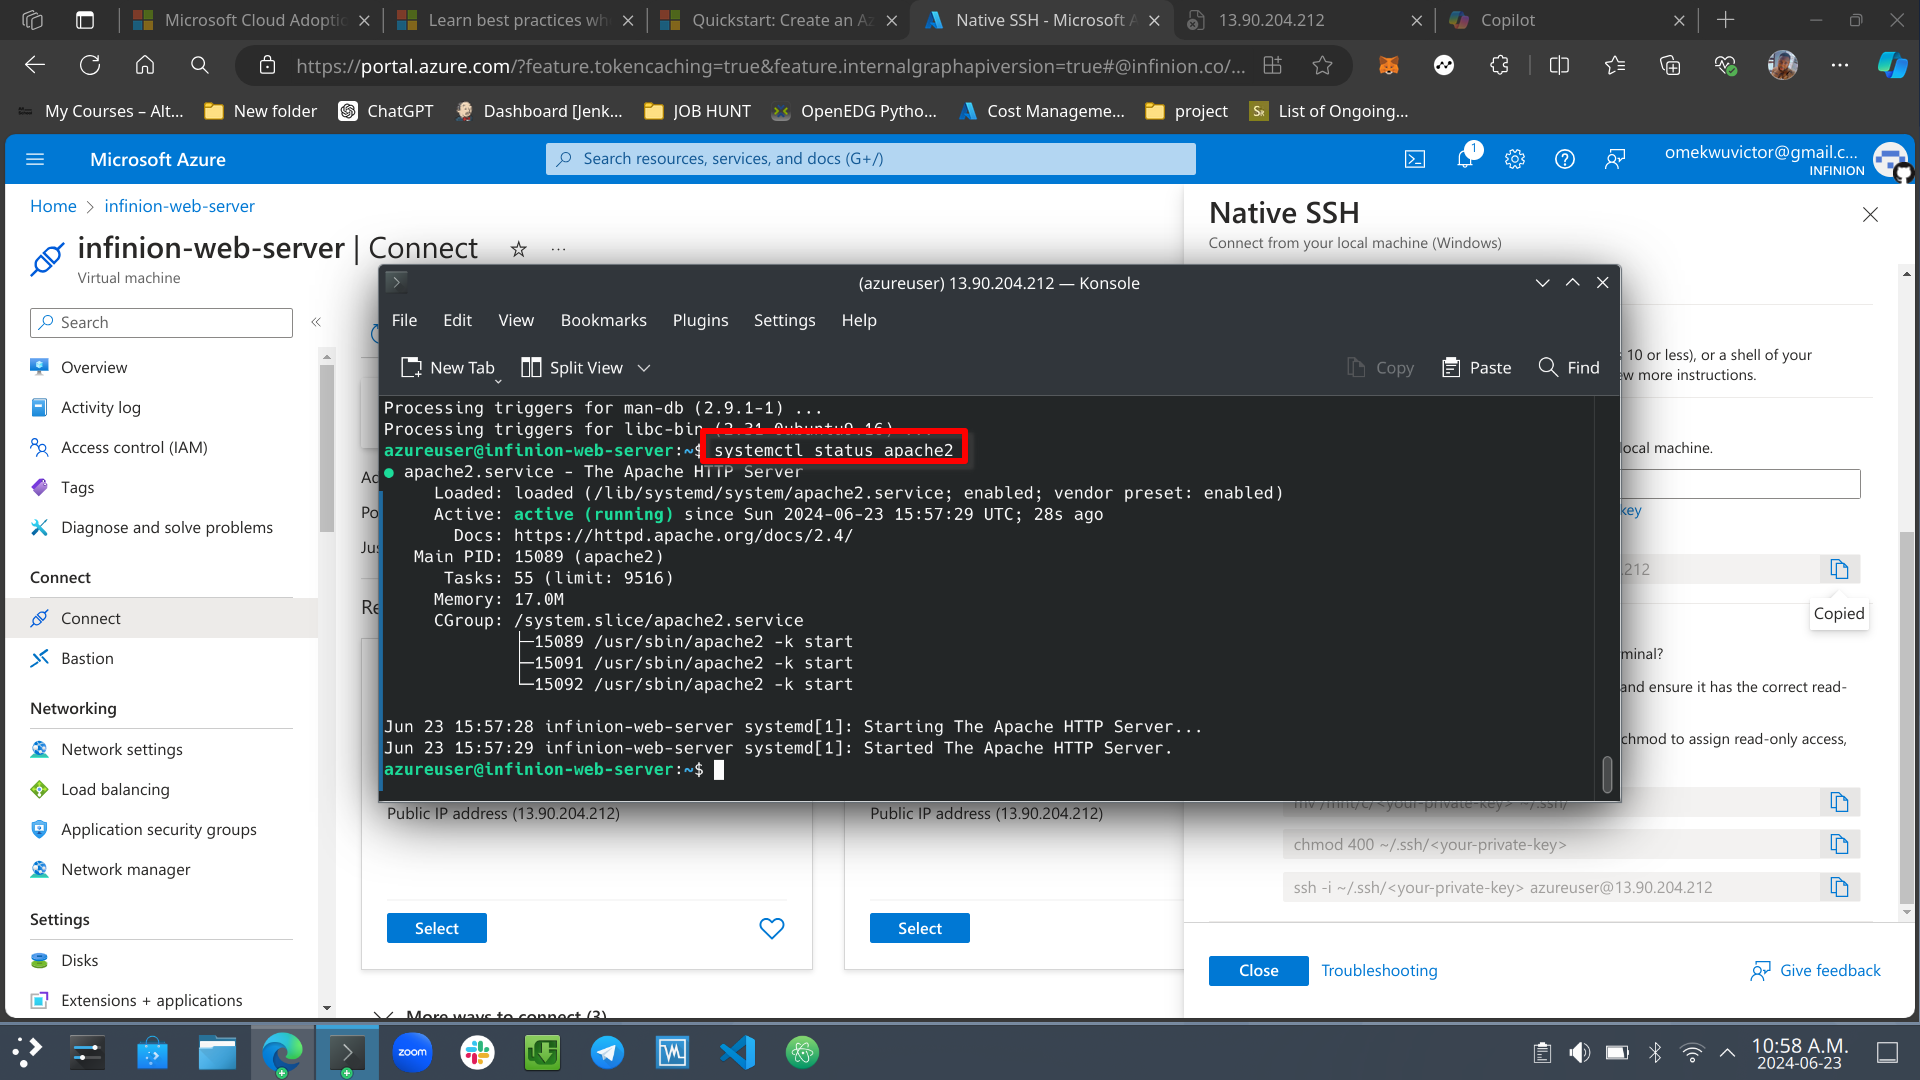 Microsoft Cloud Adoptic
Learn best practices wh
Quickstart: Create an Az
Native SSH - Microsoft A
13.90.204.212
Copilot
https://portal.azure.com/?feature.tokencaching=true&feature.internalgraphapiversion=true#@infinion.co/...
My Courses – Alt...
New folder
ChatGPT
Dashboard [Jenk...
JOB HUNT
OpenEDG Pytho...
Cost Manageme...
project
List of Ongoing...
Microsoft Azure
Search resources, services, and docs (G+/)
1
omekwuvictor@gmail.c...
INFINION
Home > infinion-web-server
infinion-web-server | Connect
Virtual machine
Search
Overview
Activity log
Access control (IAM)
Tags
Diagnose and solve problems
Connect
Connect
Bastion
Networking
Network settings
Load balancing
Application security groups
Network manager
Settings
Disks
Extensions + applications
(azureuser) 13.90.204.212 — Konsole
File Edit View Bookmarks Plugins Settings Help
New Tab Split View Copy Paste Find
Processing triggers for man-db (2.9.1-1) ...
Processing triggers for libc-bin (2.31-0ubuntu9.16) ...
azureuser@infinion-web-server:~$ systemctl status apache2
● apache2.service - The Apache HTTP Server
Loaded: loaded (/lib/systemd/system/apache2.service; enabled; vendor preset: enabled)
Active: active (running) since Sun 2024-06-23 15:57:29 UTC; 28s ago
Docs: https://httpd.apache.org/docs/2.4/
Main PID: 15089 (apache2)
Tasks: 55 (limit: 9516)
Memory: 17.0M
CGroup: /system.slice/apache2.service
├─15089 /usr/sbin/apache2 -k start
├─15091 /usr/sbin/apache2 -k start
└─15092 /usr/sbin/apache2 -k start
Jun 23 15:57:28 infinion-web-server systemd[1]: Starting The Apache HTTP Server...
Jun 23 15:57:29 infinion-web-server systemd[1]: Started The Apache HTTP Server.
azureuser@infinion-web-server:~$
Ad
Po
Jus
Re
Public IP address (13.90.204.212)
Select
Public IP address (13.90.204.212)
Select
More ways to connect (3)
Native SSH
Connect from your local machine (Windows)
10 or less), or a shell of your
ew more instructions.
local machine.
key
.212
Copied
minal?
and ensure it has the correct read-
chmod to assign read-only access,
mv /mnt/c/<your-private-key> ~/.ssh/
chmod 400 ~/.ssh/<your-private-key>
ssh -i ~/.ssh/<your-private-key> azureuser@13.90.204.212
Close
Troubleshooting
Give feedback
zoom
10:58 A.M.
2024-06-23